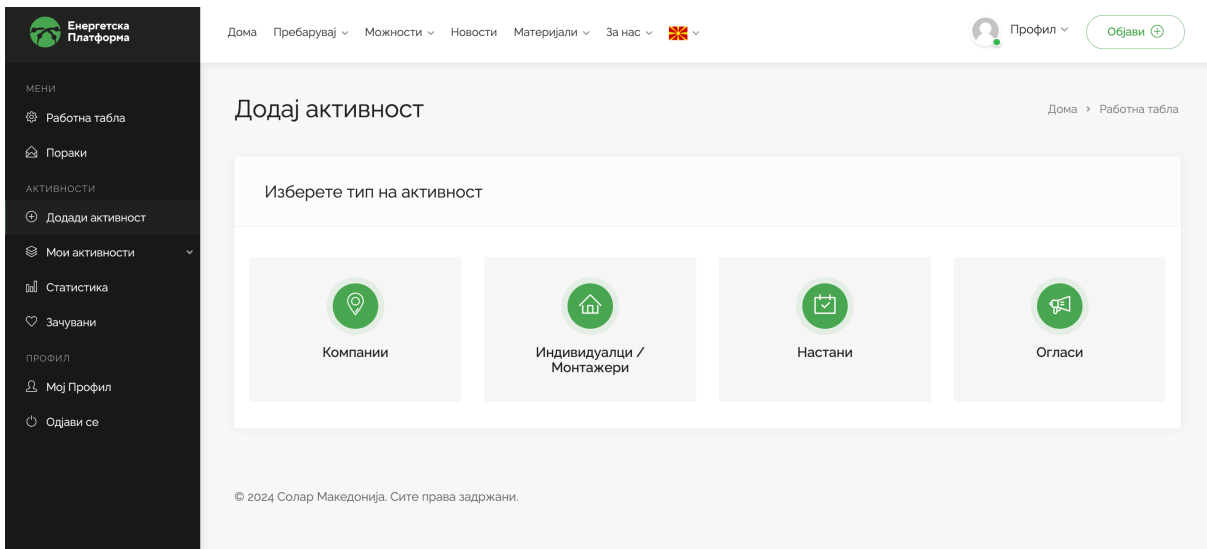 Енергетска
Платформа
Дома Пребарувај Можности Новости Материјали За нас
Профил
Објави
МЕНИ
Работна табла
Пораки
АКТИВНОСТИ
Додади активност
Мои активности
Статистика
Зачувани
ПРОФИЛ
Мој Профил
Одјави се
Додај активност
Дома > Работна табла
Изберете тип на активност
Компании
Индивидуалци /
Монтажери
Настани
Огласи
© 2024 Солар Македонија. Сите права задржани.